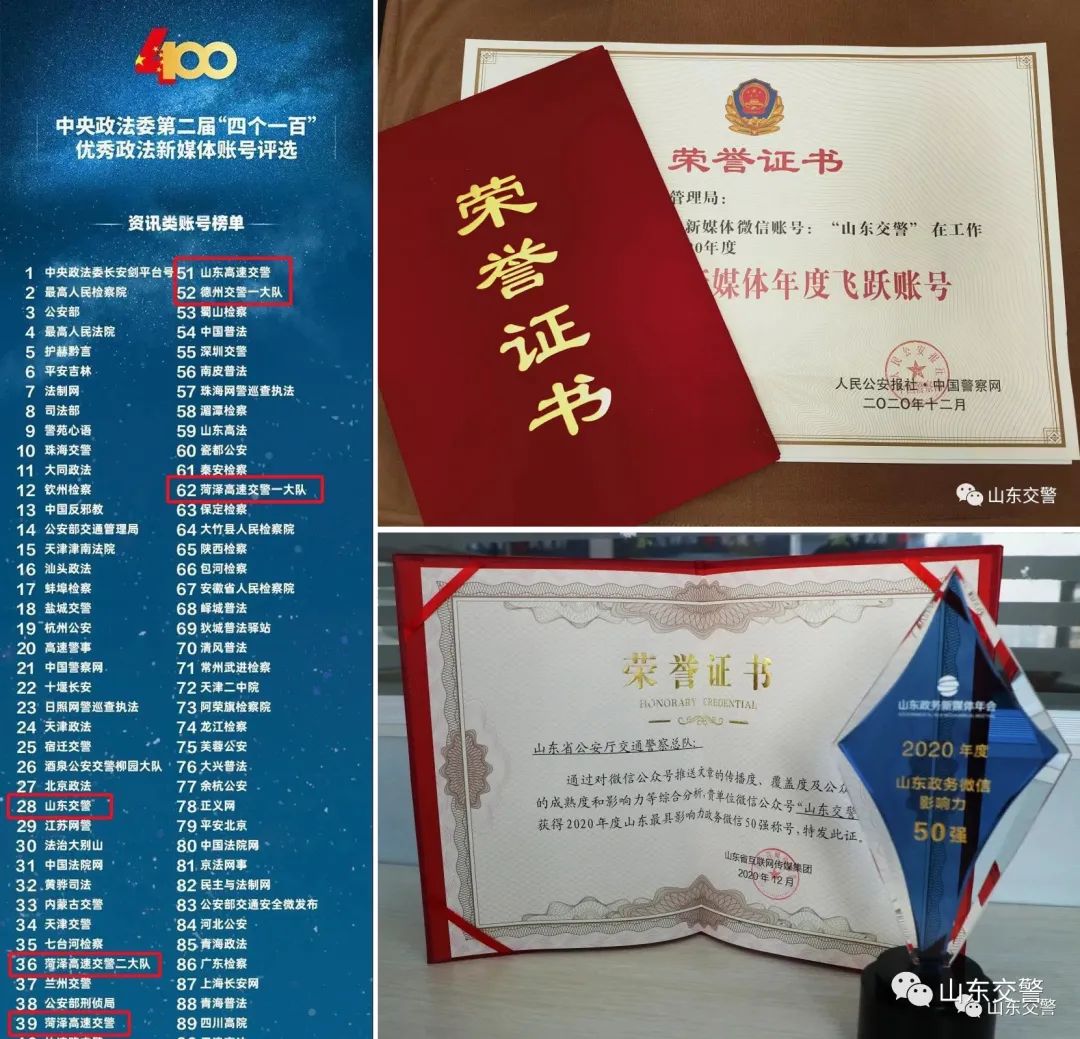 400
中央政法委第二届“四个一百”
优秀政法新媒体账号评选
资讯类账号榜单
1 中央政法委长安剑平台号
2 最高人民检察院
3 公安部
4 最高人民法院
5 护赫黔言
6 平安吉林
7 法制网
8 司法部
9 警苑心语
10 珠海交警
11 大同政法
12 钦州检察
13 中国反邪教
14 公安部交通管理局
15 天津津南法院
16 汕头政法
17 蚌埠检察
18 盐城交警
19 杭州公安
20 高速警事
21 中国警察网
22 十堰长安
23 日照网警巡查执法
24 天津政法
25 宿迁交警
26 酒泉公安交警柳园大队
27 北京政法
28 山东交警
29 江苏网警
30 法治大别山
31 中国法院网
32 黄骅司法
33 内蒙古交警
34 天津交警
35 七台河检察
36 菏泽高速交警二大队
37 兰州交警
38 公安部刑侦局
39 菏泽高速交警
51 山东高速交警
52 德州交警一大队
53 蜀山检察
54 中国普法
55 深圳交警
56 南皮普法
57 珠海网警巡查执法
58 湄潭检察
59 山东高法
60 瓷都公安
61 秦安检察
62 菏泽高速交警一大队
63 保定检察
64 大竹县人民检察院
65 陕西检察
66 包河检察
67 安徽省人民检察院
68 峄城普法
69 狄城普法驿站
70 清风普法
71 常州武进检察
72 天津二中院
73 阿荣旗检察院
74 龙江检察
75 芙蓉公安
76 大兴普法
77 余杭公安
78 正义网
79 平安北京
80 中国法院网
81 京法网事
82 民主与法制网
83 公安部交通安全微发布
84 河北公安
85 青海政法
86 广东检察
87 上海长安网
88 青海普法
89 四川高院
荣誉证书
荣誉证书
管理局：
新媒体微信账号：“山东交警”在工作
0年度
媒体年度飞跃账号
人民公安报社 中国警察网
二〇二〇年十二月
山东交警
荣誉证书
HONORARY CREDENTIAL
山东省公安厅交通警察总队：
通过对微信公众号推送文章的传播度、覆盖度及公众
的成熟度和影响力等综合分析，贵单位微信公众号“山东交警
获得2020年度山东最具影响力政务微信50强称号，特发此证。
山东省互联网传媒集团
2020年12月
山东政务新媒体年会
2020年度
山东政务微信
影响力
50强
山东交警
山东交警